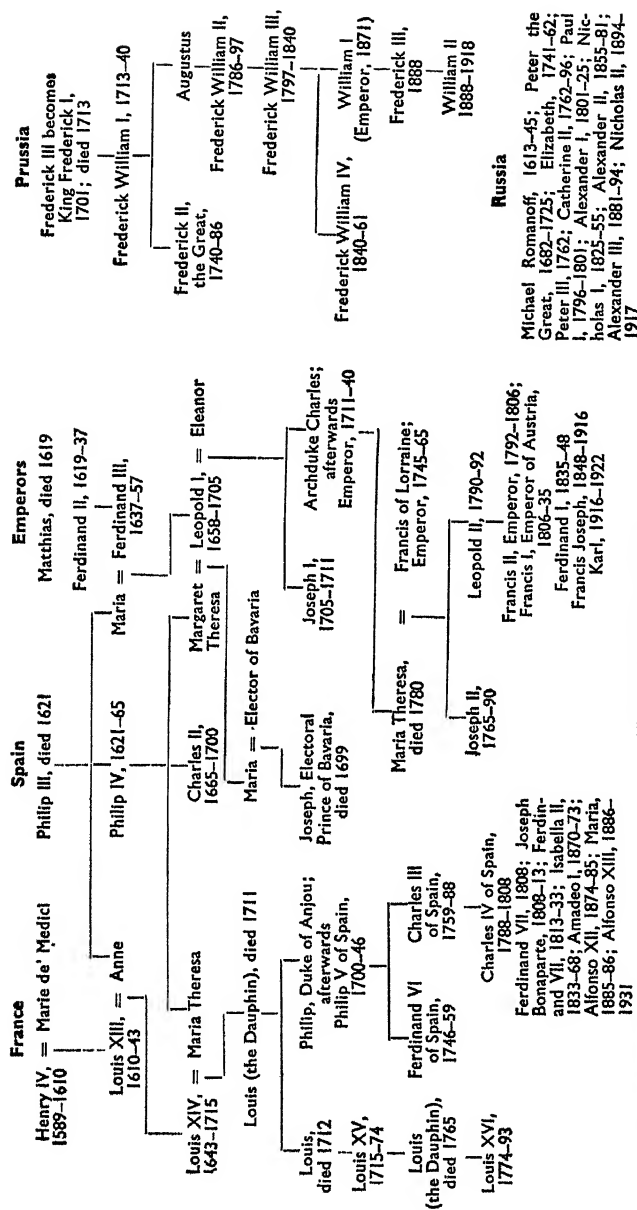 France
Henry IV, = Marie de' Medici
1589–1610
Louis XIII, = Anne
1610–43
Louis XIV, = Maria Theresa
1643–1715
Louis (the Dauphin), died 1711
Louis,
died 1712
Louis XV,
1715–74
Louis
(the Dauphin),
died 1765
Louis XVI,
1774–93
Philip, Duke of Anjou;
afterwards
Philip V of Spain,
1700–46
Ferdinand VI
of Spain,
1746–59
Charles III
of Spain,
1759–88
Charles IV of Spain,
1788–1808
Ferdinand VII, 1808; Joseph
Bonaparte, 1808–13; Ferdin-
and VII, 1813–33; Isabella II,
1833–68; Amadeo I, 1870–73;
Alfonso XII, 1874–85; Maria,
1885–86; Alfonso XIII, 1886–
1931
Spain
Philip III, died 1621
Philip IV, 1621–65
Charles II,
1665–1700
Margaret = Leopold I, = Eleanor
Theresa | 1658–1705
Maria = Elector of Bavaria
Joseph, Electoral
Prince of Bavaria,
died 1699
Emperors
Matthias, died 1619
Ferdinand II, 1619–37
Maria = Ferdinand III,
1637–57
Joseph I,
1705–1711
Archduke Charles;
afterwards
Emperor, 1711–40
Maria Theresa, = Francis of Lorraine;
died 1780 Emperor, 1745–65
Joseph II,
1765–90
Leopold II, 1790–92
Francis II, Emperor, 1792–1806;
Francis I, Emperor of Austria,
1806–35
Ferdinand I, 1835–48
Francis Joseph, 1848–1916
Karl, 1916–1922
Prussia
Frederick III becomes
King Frederick I,
1701; died 1713
Frederick William I, 1713–40
Frederick II,
the Great,
1740–86
Augustus
Frederick William II,
1786–97
Frederick William III,
1797–1840
Frederick William IV,
1840–61
William I
(Emperor, 1871)
Frederick III,
1888
William II
1888–1918
Russia
Michael Romanoff, 1613–45; Peter the
Great, 1682–1725; Elizabeth, 1741–62;
Peter III, 1762; Catherine II, 1762–96; Paul
I, 1796–1801; Alexander I, 1801–25; Nic-
holas I, 1825–55; Alexander II, 1855–81;
Alexander III, 1881–94; Nicholas II, 1894–
1917